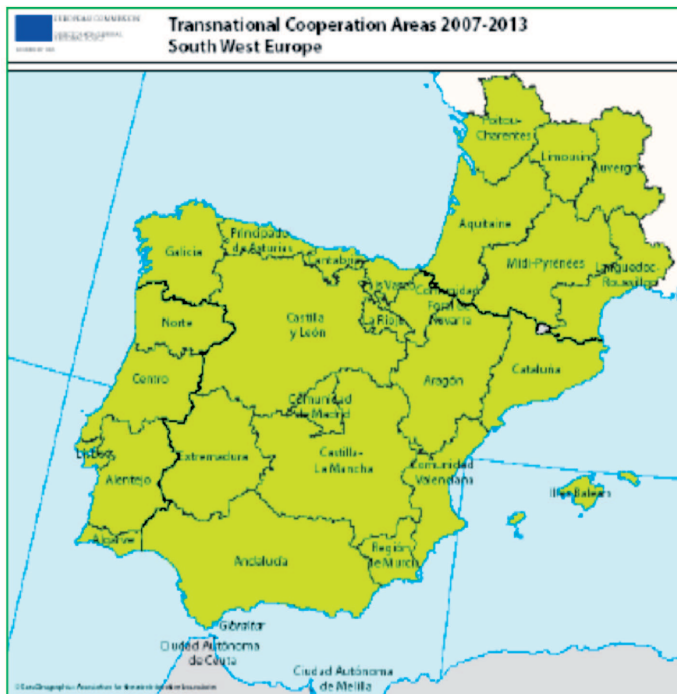 EUROPEAN COMMISSION
Transnational Cooperation Areas 2007-2013
South West Europe
Poitou-
Charentes
Limousin
Auvergne
Aquitaine
Midi-Pyrénées
Languedoc-
Roussillon
Galicia
Principado
de Asturias
Cantabria
País Vasco
Comunidad
Foral de
Navarra
La Rioja
Castilla
y León
Norte
Centro
Aragón
Cataluña
Comunidad
de Madrid
Lisboa
Alentejo
Extremadura
Castilla-
La Mancha
Comunidad
Valenciana
Illes Balears
Algarve
Andalucía
Región
de Murcia
Gibraltar
Ciudad Autónoma
de Ceuta
Ciudad Autónoma
de Melilla